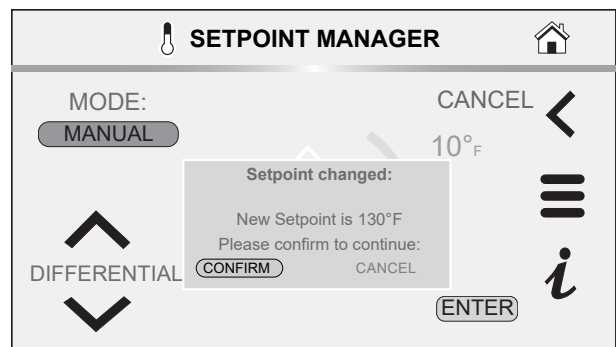 SETPOINT MANAGER
MODE:
CANCEL
MANUAL
10°F
Setpoint changed:
New Setpoint is 130°F
Please confirm to continue:
CONFIRM CANCEL
DIFFERENTIAL
i
ENTER